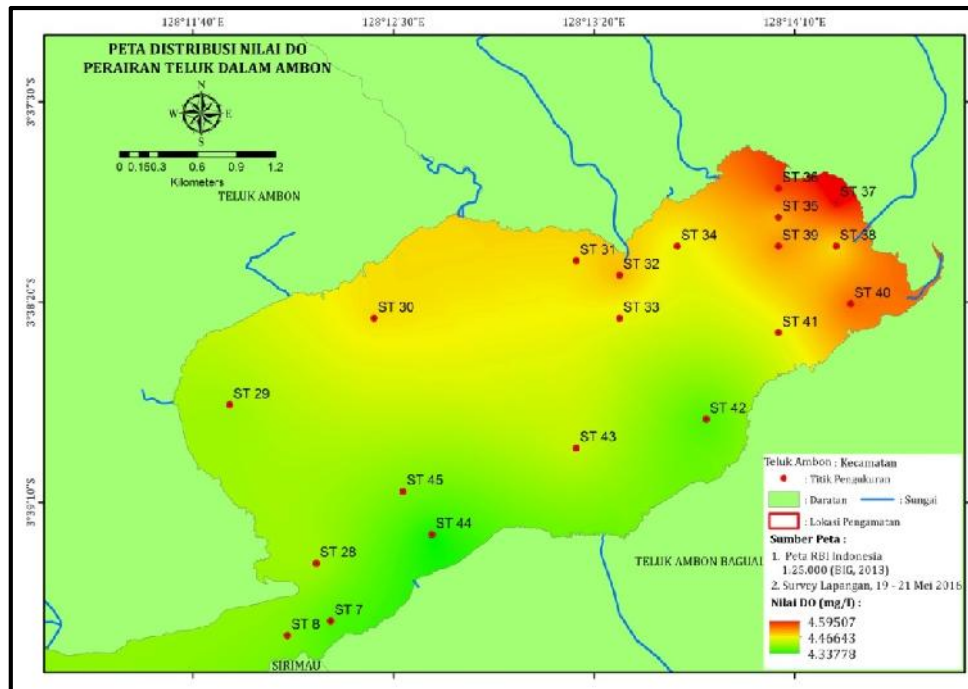 128°11'40"E 128°12'30"E 128°13'20"E 128°14'10"E
PETA DISTRIBUSI NILAI DO
PERAIRAN TELUK DALAM AMBON
N
W E
S
0 0.150.3 0.6 0.9 1.2
Kilometers
TELUK AMBON
3°37'30"S
3°38'20"S
3°39'10"S
ST 36
ST 37
ST 35
ST 34
ST 39
ST 38
ST 31
ST 32
ST 40
ST 30
ST 33
ST 41
ST 29
ST 42
ST 43
ST 45
ST 44
ST 28
ST 7
ST 8
SIRIMAU
TELUK AMBON BAGUAL
Teluk Ambon : Kecamatan
: Titik Pengukuran
: Daratan : Sungai
: Lokasi Pengamatan
Sumber Peta :
1. Peta RBI Indonesia
1:25.000 (BIG, 2013)
2. Survey Lapangan, 19 - 21 Mei 2016
Nilai DO (mg/l) :
4.59507
4.46643
4.33778